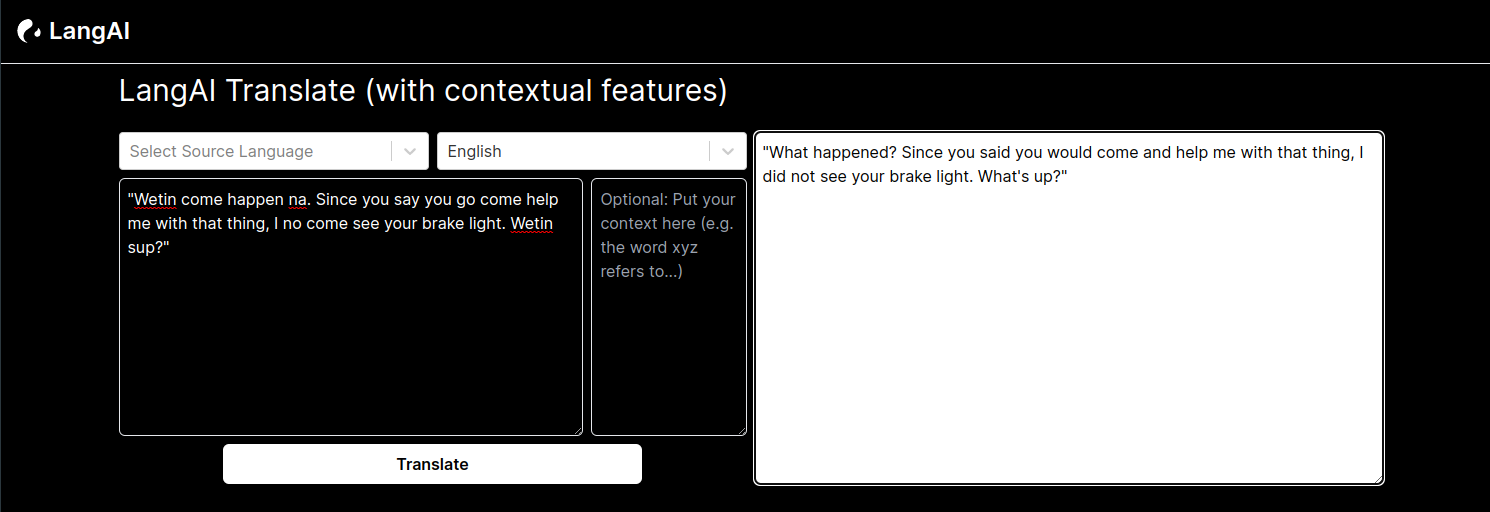 LangAI
LangAI Translate (with contextual features)
Select Source Language
English
"Wetin come happen na. Since you say you go come help
me with that thing, I no come see your brake light. Wetin
sup?"
Optional: Put your
context here (e.g.
the word xyz
refers to...)
Translate
"What happened? Since you said you would come and help me with that thing, I
did not see your brake light. What's up?"